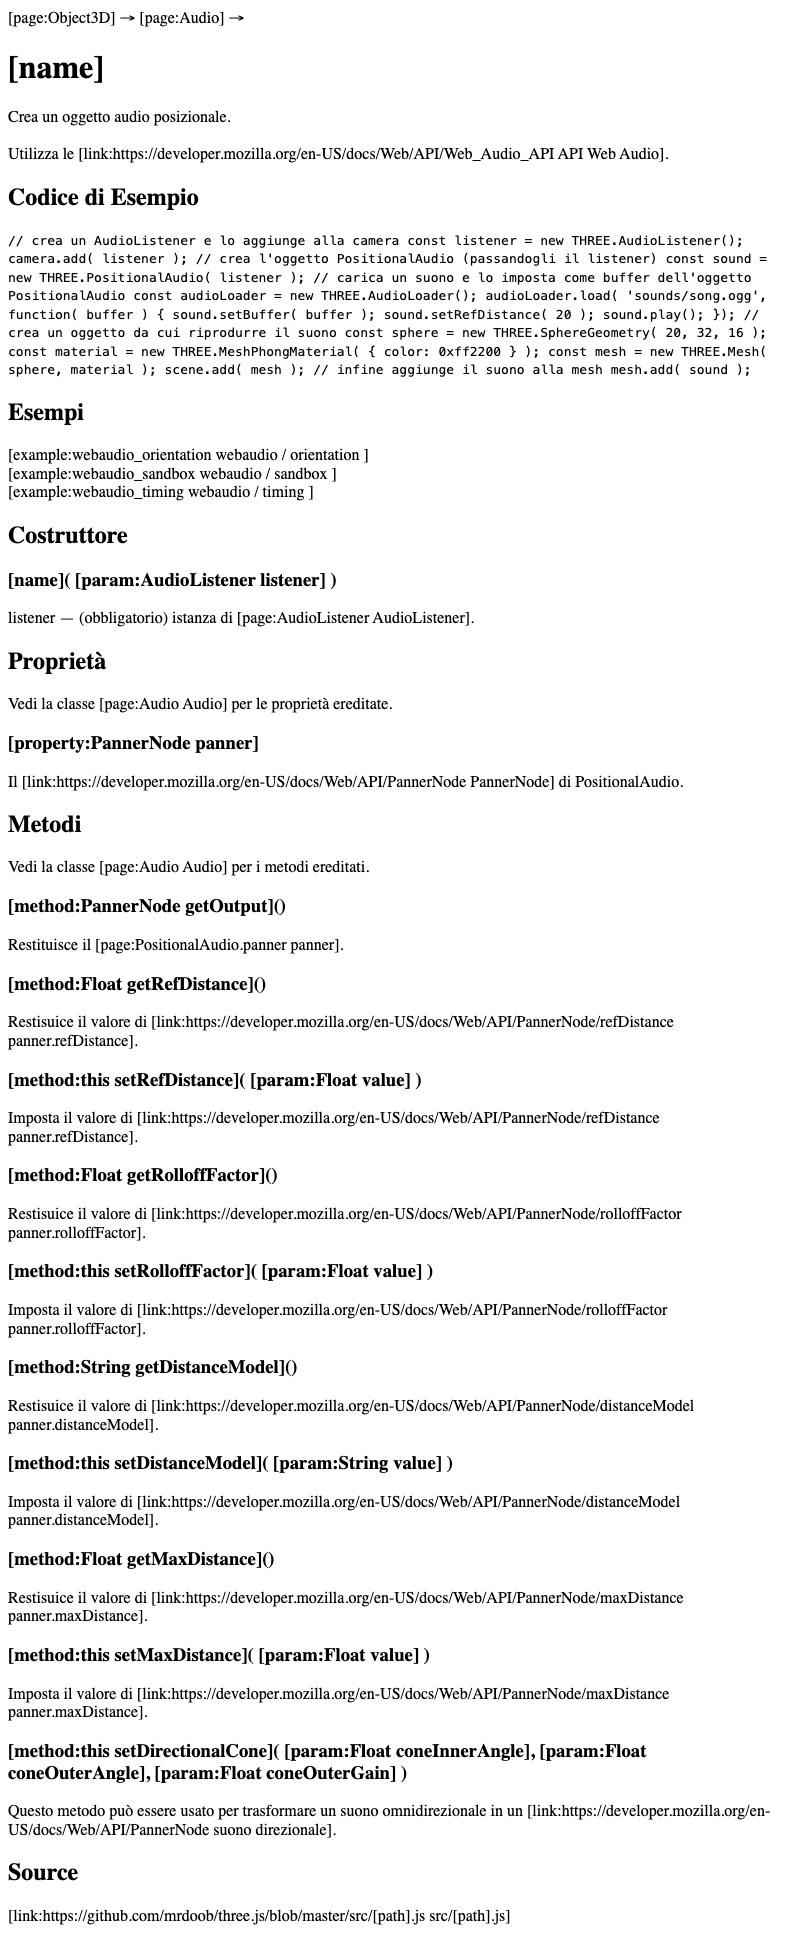 [page:Object3D] → [page:Audio] →
[name]
Crea un oggetto audio posizionale.
Utilizza le [link:https://developer.mozilla.org/en-US/docs/Web/API/Web_Audio_API API Web Audio].
Codice di Esempio
// crea un AudioListener e lo aggiunge alla camera const listener = new THREE.AudioListener();
camera.add( listener ); // crea l'oggetto PositionalAudio (passandogli il listener) const sound =
new THREE.PositionalAudio( listener ); // carica un suono e lo imposta come buffer dell'oggetto
PositionalAudio const audioLoader = new THREE.AudioLoader(); audioLoader.load( 'sounds/song.ogg',
function( buffer ) { sound.setBuffer( buffer ); sound.setRefDistance( 20 ); sound.play(); }); //
crea un oggetto da cui riprodurre il suono const sphere = new THREE.SphereGeometry( 20, 32, 16 );
const material = new THREE.MeshPhongMaterial( { color: 0xff2200 } ); const mesh = new THREE.Mesh(
sphere, material ); scene.add( mesh ); // infine aggiunge il suono alla mesh mesh.add( sound );
Esempi
[example:webaudio_orientation webaudio / orientation ]
[example:webaudio_sandbox webaudio / sandbox ]
[example:webaudio_timing webaudio / timing ]
Costruttore
[name]( [param:AudioListener listener] )
listener — (obbligatorio) istanza di [page:AudioListener AudioListener].
Proprietà
Vedi la classe [page:Audio Audio] per le proprietà ereditate.
[property:PannerNode panner]
Il [link:https://developer.mozilla.org/en-US/docs/Web/API/PannerNode PannerNode] di PositionalAudio.
Metodi
Vedi la classe [page:Audio Audio] per i metodi ereditati.
[method:PannerNode getOutput]()
Restituisce il [page:PositionalAudio.panner panner].
[method:Float getRefDistance]()
Restisuice il valore di [link:https://developer.mozilla.org/en-US/docs/Web/API/PannerNode/refDistance
panner.refDistance].
[method:this setRefDistance]( [param:Float value] )
Imposta il valore di [link:https://developer.mozilla.org/en-US/docs/Web/API/PannerNode/refDistance
panner.refDistance].
[method:Float getRolloffFactor]()
Restisuice il valore di [link:https://developer.mozilla.org/en-US/docs/Web/API/PannerNode/rolloffFactor
panner.rolloffFactor].
[method:this setRolloffFactor]( [param:Float value] )
Imposta il valore di [link:https://developer.mozilla.org/en-US/docs/Web/API/PannerNode/rolloffFactor
panner.rolloffFactor].
[method:String getDistanceModel]()
Restisuice il valore di [link:https://developer.mozilla.org/en-US/docs/Web/API/PannerNode/distanceModel
panner.distanceModel].
[method:this setDistanceModel]( [param:String value] )
Imposta il valore di [link:https://developer.mozilla.org/en-US/docs/Web/API/PannerNode/distanceModel
panner.distanceModel].
[method:Float getMaxDistance]()
Restisuice il valore di [link:https://developer.mozilla.org/en-US/docs/Web/API/PannerNode/maxDistance
panner.maxDistance].
[method:this setMaxDistance]( [param:Float value] )
Imposta il valore di [link:https://developer.mozilla.org/en-US/docs/Web/API/PannerNode/maxDistance
panner.maxDistance].
[method:this setDirectionalCone]( [param:Float coneInnerAngle], [param:Float
coneOuterAngle], [param:Float coneOuterGain] )
Questo metodo può essere usato per trasformare un suono omnidirezionale in un [link:https://developer.mozilla.org/en-
US/docs/Web/API/PannerNode suono direzionale].
Source
[link:https://github.com/mrdoob/three.js/blob/master/src/[path].js src/[path].js]